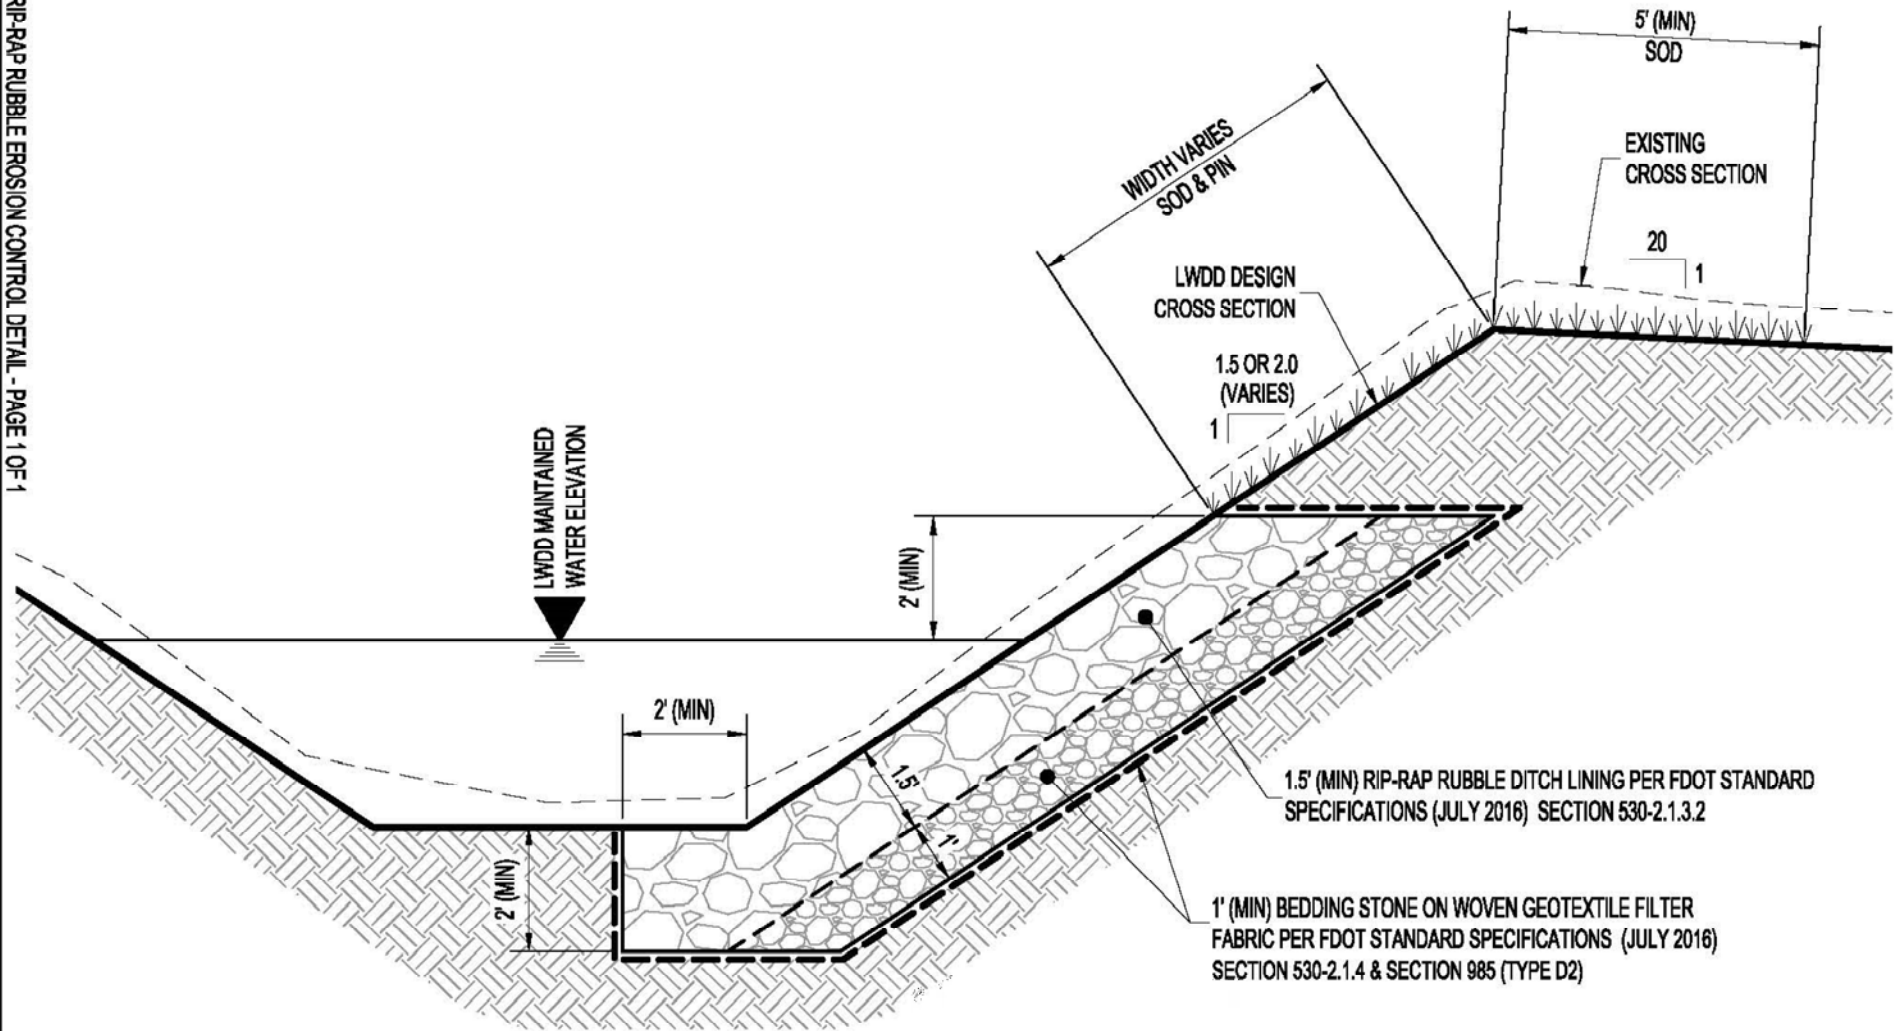 RIP-RAP RUBBLE EROSION CONTROL DETAIL - PAGE 1 OF 1
5' (MIN)
SOD
EXISTING
CROSS SECTION
20
1
WIDTH VARIES
SOD & PIN
LWDD DESIGN
CROSS SECTION
1.5 OR 2.0
(VARIES)
1
LWDD MAINTAINED
WATER ELEVATION
2' (MIN)
2' (MIN)
2' (MIN)
1.5'
1'
1.5' (MIN) RIP-RAP RUBBLE DITCH LINING PER FDOT STANDARD
SPECIFICATIONS (JULY 2016) SECTION 530-2.1.3.2
1' (MIN) BEDDING STONE ON WOVEN GEOTEXTILE FILTER
FABRIC PER FDOT STANDARD SPECIFICATIONS (JULY 2016)
SECTION 530-2.1.4 & SECTION 985 (TYPE D2)